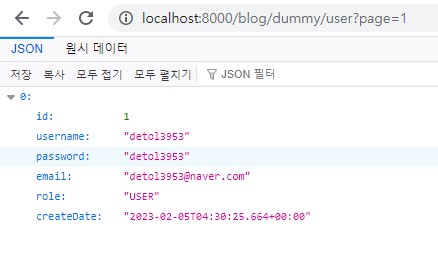 localhost:8000/blog/dummy/user?page=1
JSON 원시 데이터
저장 복사 모두 접기 모두 펼치기 JSON 필터
0:
id: 1
username: "detol3953"
password: "detol3953"
email: "detol3953@naver.com"
role: "USER"
createDate: "2023-02-05T04:30:25.664+00:00"